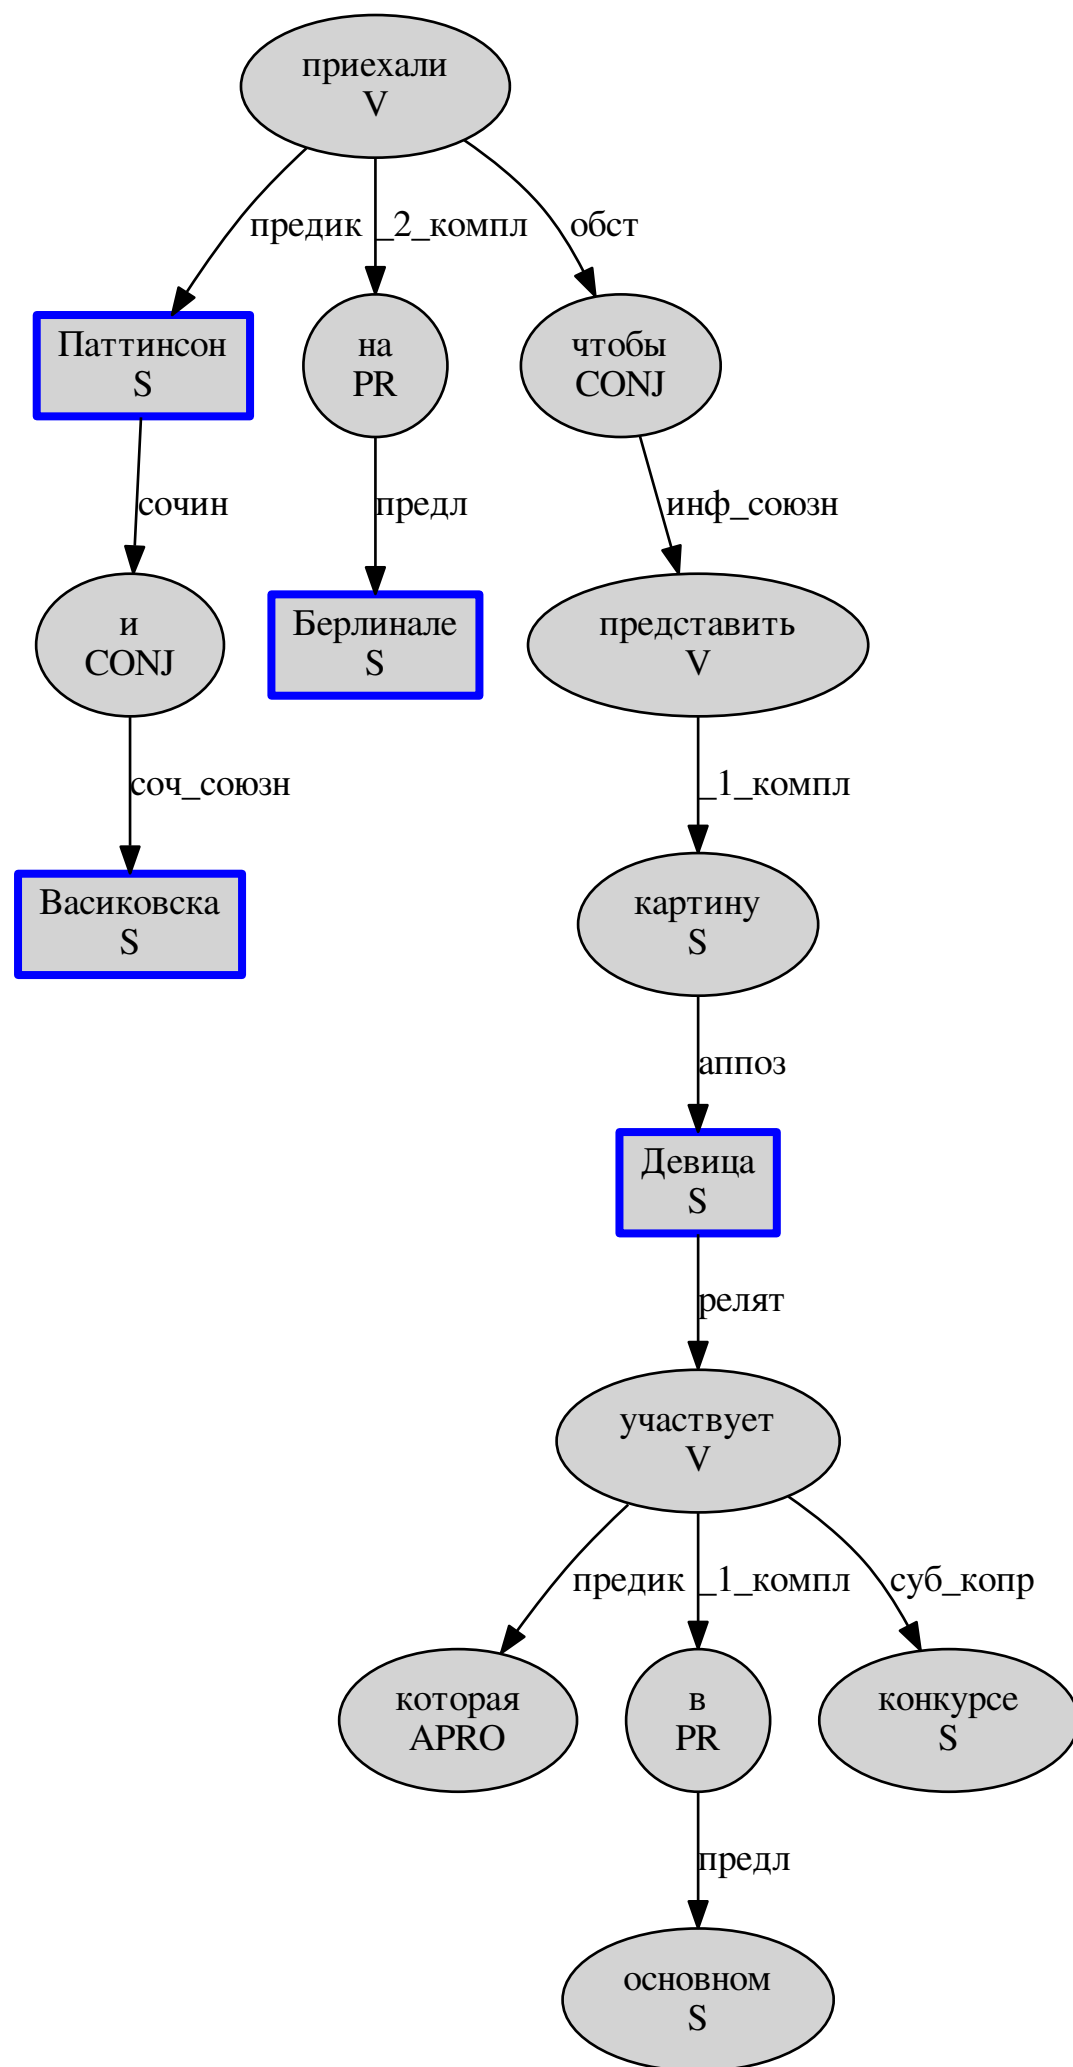 приехали
V
предик
_2_компл
обст
Паттинсон
S
на
PR
чтобы
CONJ
сочин
предл
инф_союзн
и
CONJ
Берлинале
S
представить
V
соч_союзн
_1_компл
Васиковска
S
картину
S
аппоз
Девица
S
релят
участвует
V
предик
_1_компл
суб_копр
которая
APRO
в
PR
конкурсе
S
предл
основном
S